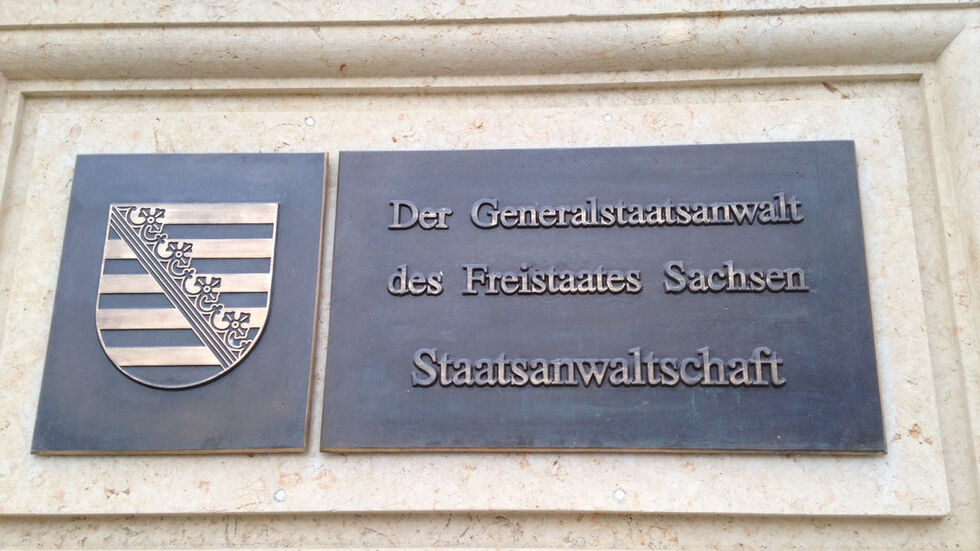 Der Generalstaatsanwalt
des Freistaates Sachsen
Staatsanwaltschaft